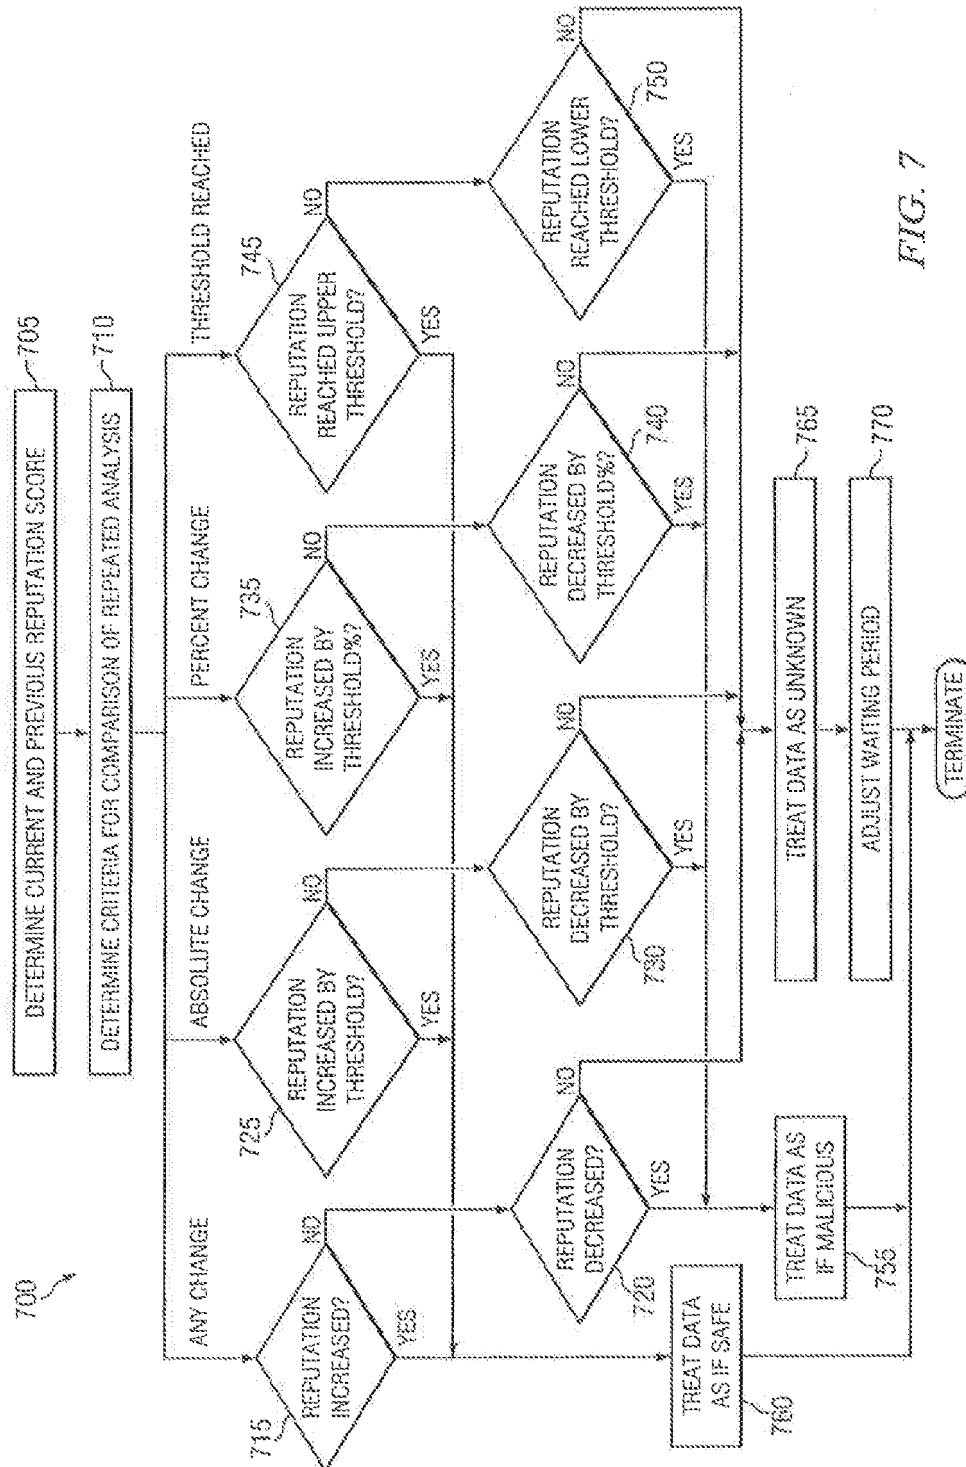 700
DETERMINE CURRENT AND PREVIOUS REPUTATION SCORE
705
DETERMINE CRITERIA FOR COMPARISON OF REPEATED ANALYSIS
710
ANY CHANGE
ABSOLUTE CHANGE
PERCENT CHANGE
THRESHOLD REACHED
715
REPUTATION
INCREASED?
NO
YES
725
REPUTATION
INCREASED BY
THRESHOLD?
NO
YES
735
REPUTATION
INCREASED BY
THRESHOLD%?
NO
YES
745
REPUTATION
REACHED UPPER
THRESHOLD?
NO
YES
720
REPUTATION
DECREASED?
NO
YES
730
REPUTATION
DECREASED BY
THRESHOLD?
NO
YES
740
REPUTATION
DECREASED BY
THRESHOLD%?
NO
YES
750
REPUTATION
REACHED LOWER
THRESHOLD?
NO
YES
TREAT DATA
AS IF SAFE
760
TREAT DATA AS
IF MALICIOUS
755
TREAT DATA AS UNKNOWN
765
ADJUST WAITING PERIOD
770
TERMINATE
FIG. 7